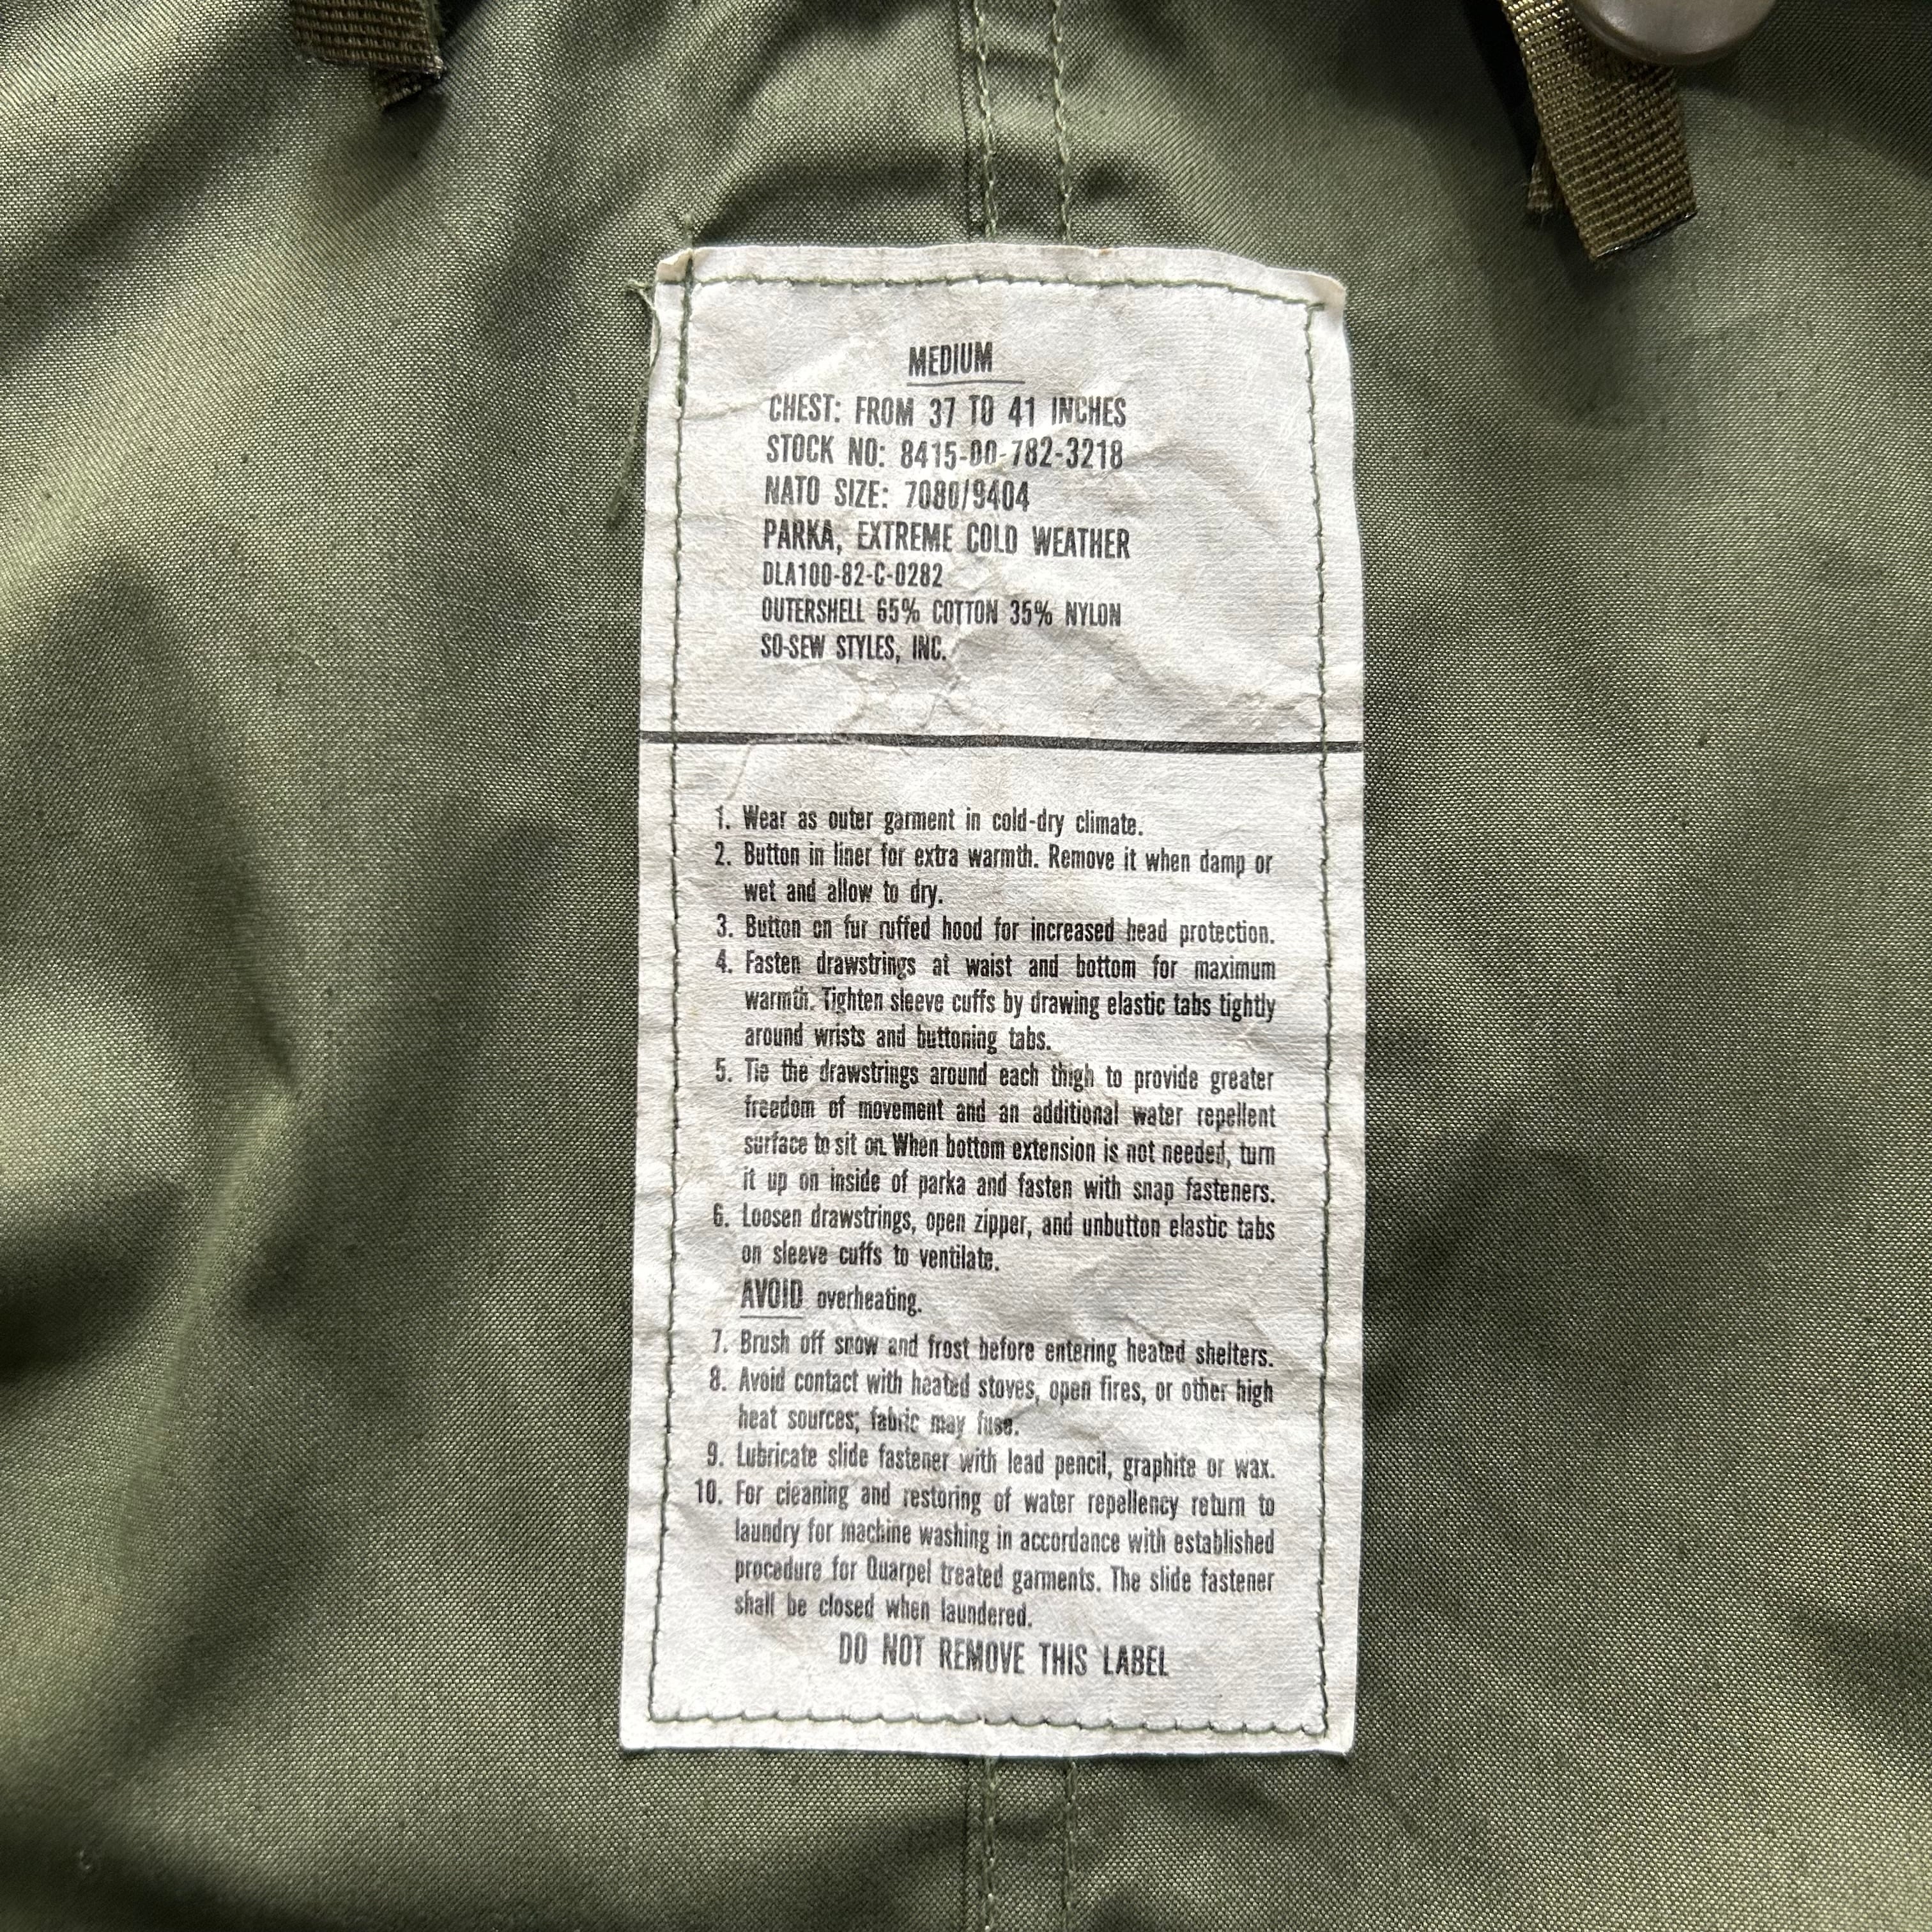 MEDIUM
CHEST: FROM 37 TO 41 INCHES
STOCK NO: 8415-00-782-3218
NATO SIZE: 7080/9404
PARKA, EXTREME COLD WEATHER
DLA100-82-C-0282
OUTERSHELL 65% COTTON 35% NYLON
SO-SEW STYLES, INC.
1. Wear as outer garment in cold-dry climate.
2. Button in liner for extra warmth. Remove it when damp or
wet and allow to dry.
3. Button on fur ruffed hood for increased head protection.
4. Fasten drawstrings at waist and bottom for maximum
warmth. Tighten sleeve cuffs by drawing elastic tabs tightly
around wrists and buttoning tabs.
5. Tie the drawstrings around each thigh to provide greater
freedom of movement and an additional water repellent
surface to sit on. When bottom extension is not needed, turn
it up on inside of parka and fasten with snap fasteners.
6. Loosen drawstrings, open zipper, and unbutton elastic tabs
on sleeve cuffs to ventilate.
AVOID overheating.
7. Brush off snow and frost before entering heated shelters.
8. Avoid contact with heated stoves, open fires, or other high
heat sources; fabric may fuse.
9. Lubricate slide fastener with lead pencil, graphite or wax.
10. For cleaning and restoring of water repellency return to
laundry for machine washing in accordance with established
procedure for Quarpel treated garments. The slide fastener
shall be closed when laundered.
DO NOT REMOVE THIS LABEL